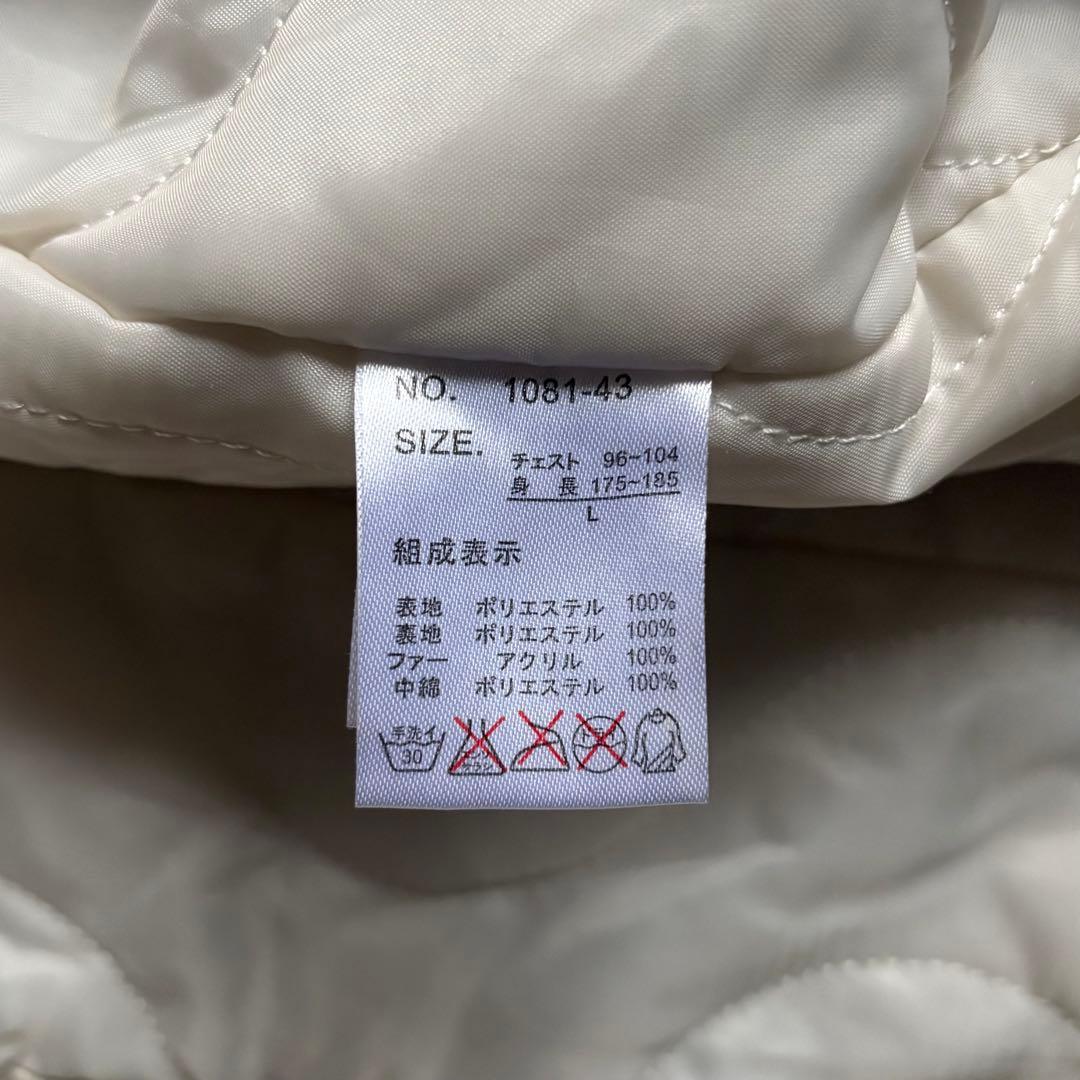 NO. 1081-43
SIZE.
チェスト 96~104
身 長 175~185
L
組成表示
表地 ポリエステル 100%
裏地 ポリエステル 100%
ファー アクリル 100%
中綿 ポリエステル 100%
手洗イ
30